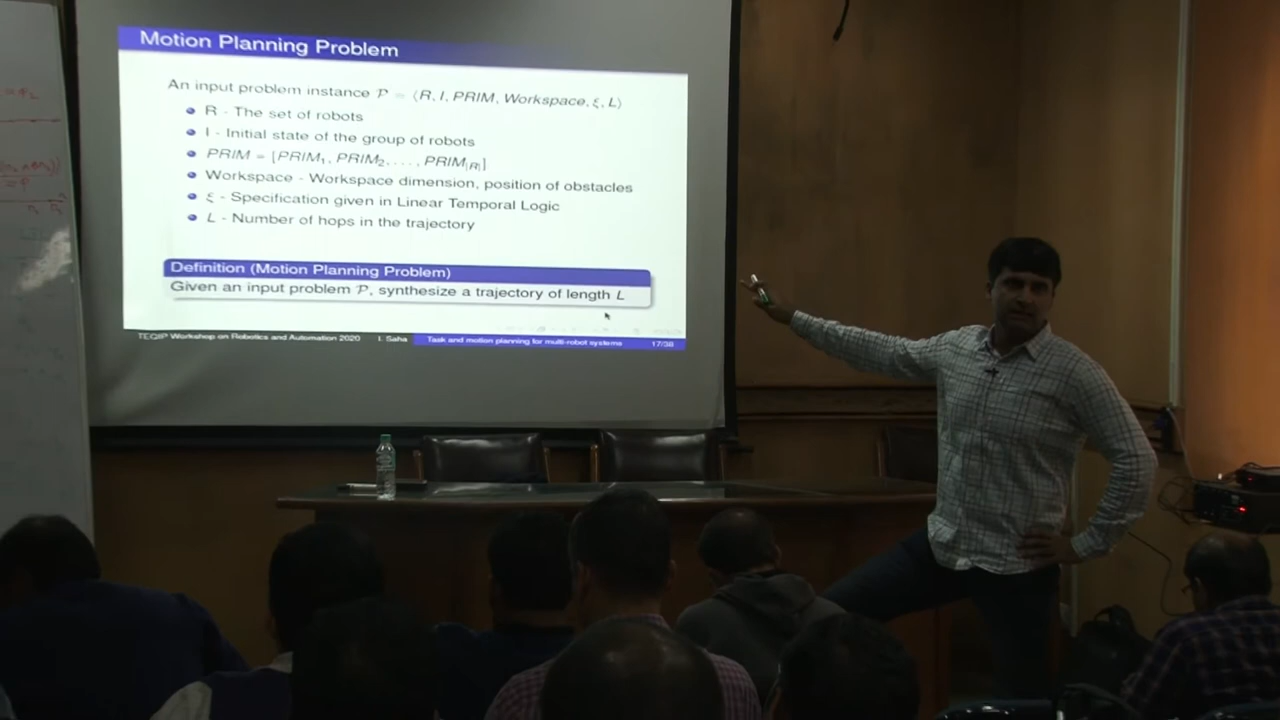 Motion Planning Problem
An input problem instance 𝒫 = ⟨R, I, PRIM, Workspace, ξ, L⟩
R - The set of robots
I - Initial state of the group of robots
PRIM = [PRIM₁, PRIM₂, . . . , PRIM|R|]
Workspace - Workspace dimension, position of obstacles
ξ - Specification given in Linear Temporal Logic
L - Number of hops in the trajectory
Definition (Motion Planning Problem)
Given an input problem 𝒫, synthesize a trajectory of length L
TEQIP Workshop on Robotics and Automation 2020 I. Saha Task and motion planning for multi-robot systems 17/38